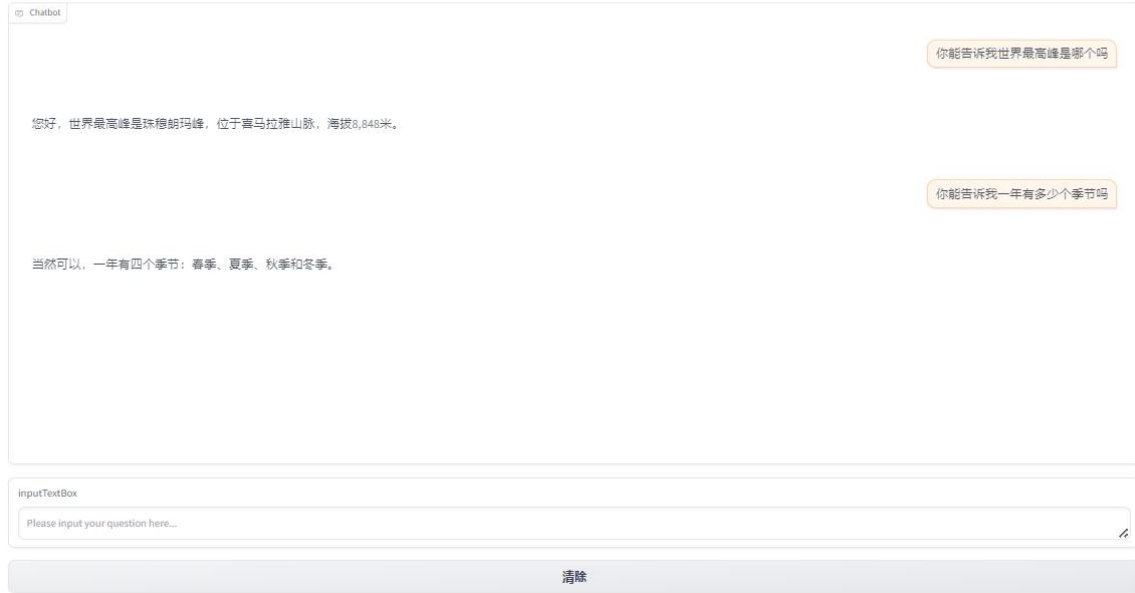 Chatbot
你能告诉我世界最高峰是哪个吗
您好，世界最高峰是珠穆朗玛峰，位于喜马拉雅山脉，海拔8,848米。
你能告诉我一年有多少个季节吗
当然可以，一年有四个季节：春季、夏季、秋季和冬季。
inputTextBox
Please input your question here...
清除